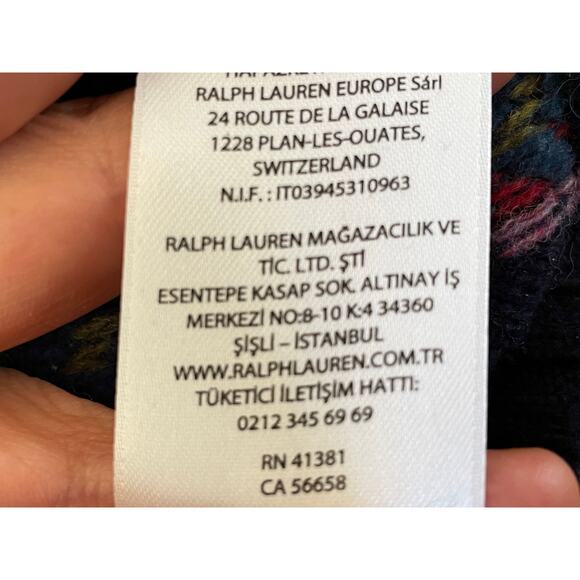 RALPH LAUREN EUROPE Sárl
24 ROUTE DE LA GALAISE
1228 PLAN-LES-OUATES,
SWITZERLAND
N.I.F. : IT03945310963
RALPH LAUREN MAĞAZACILIK VE
TİC. LTD. ŞTİ
ESENTEPE KASAP SOK. ALTINAY İŞ
MERKEZİ NO:8-10 K:4 34360
ŞİŞLİ – İSTANBUL
WWW.RALPHLAUREN.COM.TR
TÜKETİCİ İLETİŞİM HATTI:
0212 345 69 69
RN 41381
CA 56658